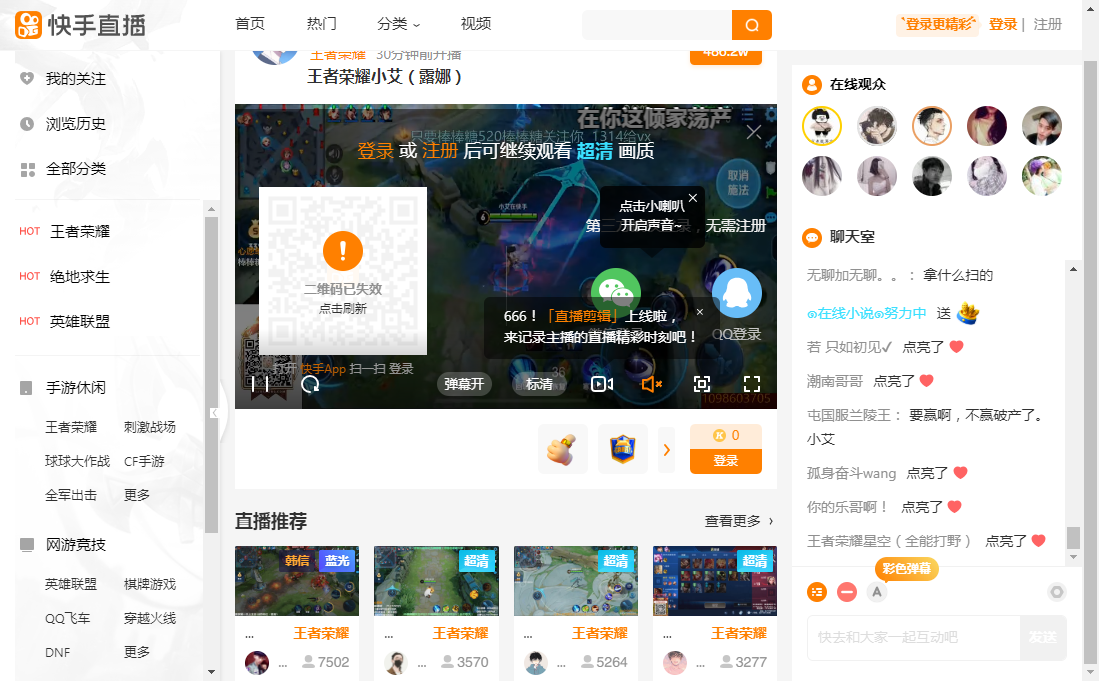 快手直播
首页
热门
分类
视频
登录更精彩
登录 | 注册
我的关注
浏览历史
全部分类
HOT 王者荣耀
HOT 绝地求生
HOT 英雄联盟
手游休闲
王者荣耀 刺激战场
球球大作战 CF手游
全军出击 更多
网游竞技
英雄联盟 棋牌游戏
QQ飞车 穿越火线
DNF 更多
王者荣耀 30分钟前开播
王者荣耀小艾（露娜）
在你这倾家荡产
只要棒棒糖520棒棒糖关注你_1314给vx
登录 或 注册 后可继续观看 超清 画质
取消
施法
点击小喇叭
开启声音~
无需注册
二维码已失效
点击刷新
666！「直播剪辑」上线啦，
来记录主播的直播精彩时刻吧！
QQ登录
打开 快手App 扫一扫 登录
弹幕开
标清
1098603705
0
登录
直播推荐
查看更多 ›
韩信 蓝光
超清
超清
超清
... 王者荣耀
... 王者荣耀
... 王者荣耀
... 王者荣耀
... 7502
... 3570
... 5264
... 3277
在线观众
聊天室
无聊加无聊。。： 拿什么扫的
๑在线小说๑努力中 送
若 只如初见✓ 点亮了
潮南哥哥 点亮了
屯国服兰陵王： 要赢啊，不赢破产了。
小艾
孤身奋斗wang 点亮了
你的乐哥啊！ 点亮了
王者荣耀星空（全能打野） 点亮了
彩色弹幕
A
快去和大家一起互动吧
发送